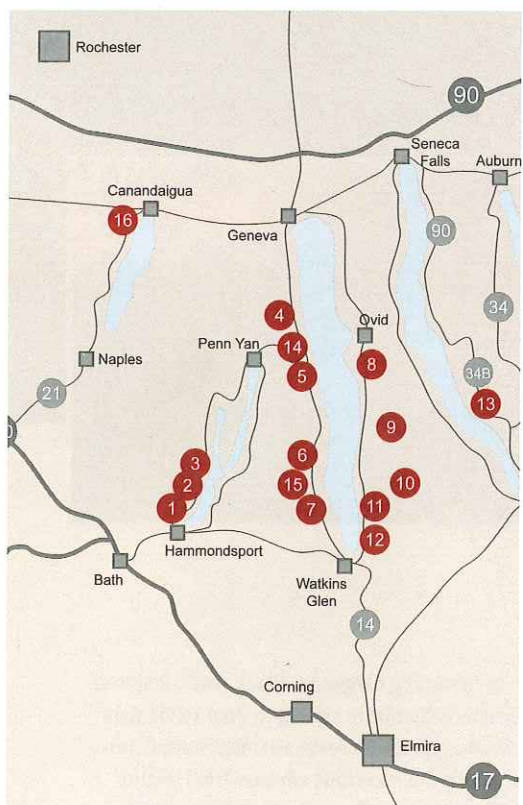 Rochester
90
Seneca
Falls
Auburn
Canandaigua
16
Geneva
90
34
4
Ovid
Penn Yan
14
8
5
Naples
34B
21
13
0
9
3
6
2
15
10
1
7
11
12
Hammondsport
Bath
Watkins
Glen
14
Corning
Elmira
17